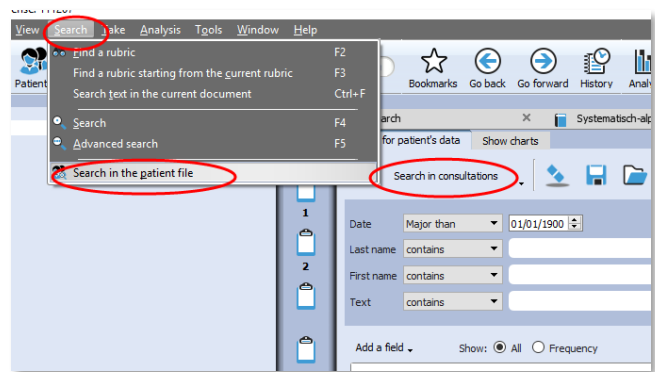 View Search Take Analysis Tools Window Help
Find a rubric F2
Find a rubric starting from the current rubric F3
Search text in the current document Ctrl+F
Search F4
Advanced search F5
Search in the patient file
Patient
Bookmarks Go back Go forward History
Systematisch-alp
for patient's data Show charts
Search in consultations
1
2
Date Major than 01/01/1900
Last name contains
First name contains
Text contains
Add a field Show: All Frequency